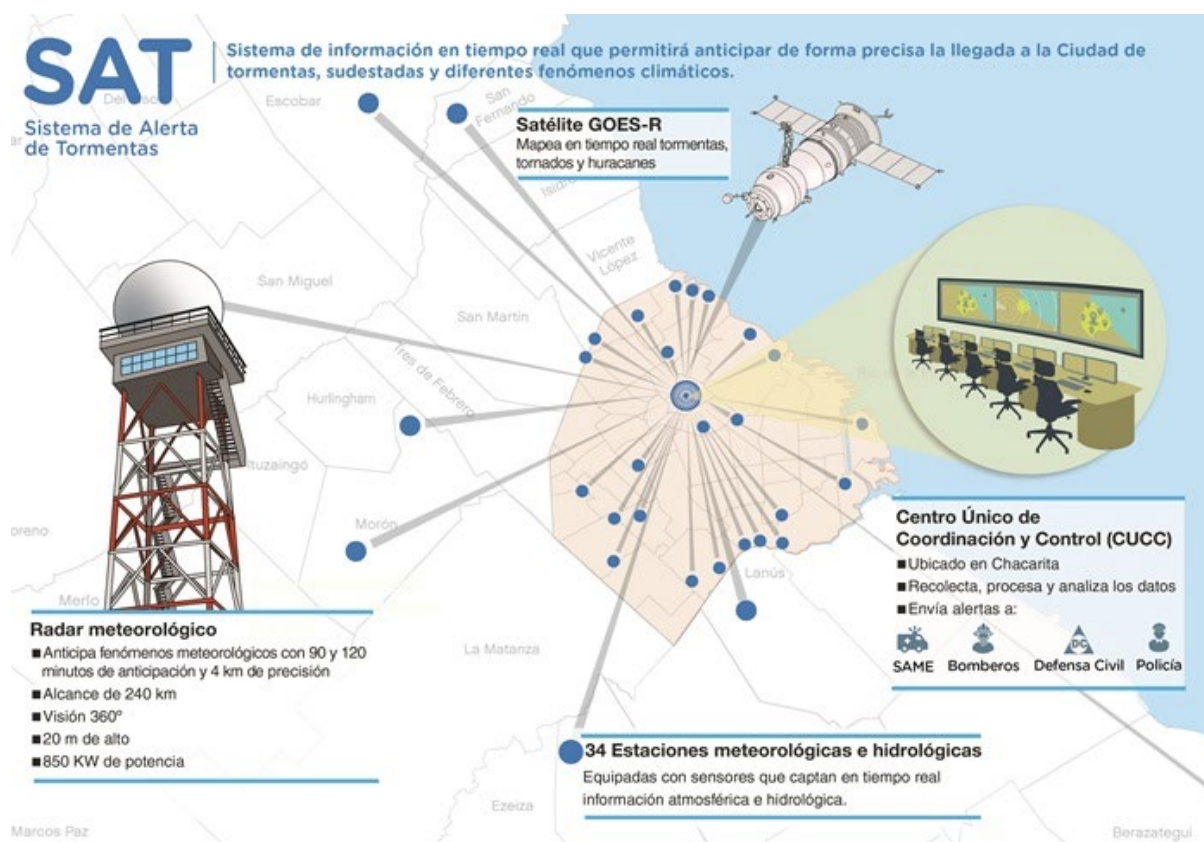 SAT
Sistema de Alerta
de Tormentas
Sistema de información en tiempo real que permitirá anticipar de forma precisa la llegada a la Ciudad de
tormentas, sudestadas y diferentes fenómenos climáticos.
Escobar
San
Fernando
Satélite GOES-R
Mapea en tiempo real tormentas,
tornados y huracanes
Vicente
López
San Miguel
San Martin
Tres de Febrero
Hurlingham
Ituzaingó
Morón
Merlo
Lanús
La Matanza
Ezeiza
Marcos Paz
Berazategui
Radar meteorológico
■Anticipa fenómenos meteorológicos con 90 y 120
minutos de anticipación y 4 km de precisión
■Alcance de 240 km
■Visión 360º
■20 m de alto
■850 KW de potencia
Centro Único de
Coordinación y Control (CUCC)
■Ubicado en Chacarita
■Recolecta, procesa y analiza los datos
■Envía alertas a:
DC
SAME Bomberos Defensa Civil Policía
34 Estaciones meteorológicas e hidrológicas
Equipadas con sensores que captan en tiempo real
información atmosférica e hidrológica.